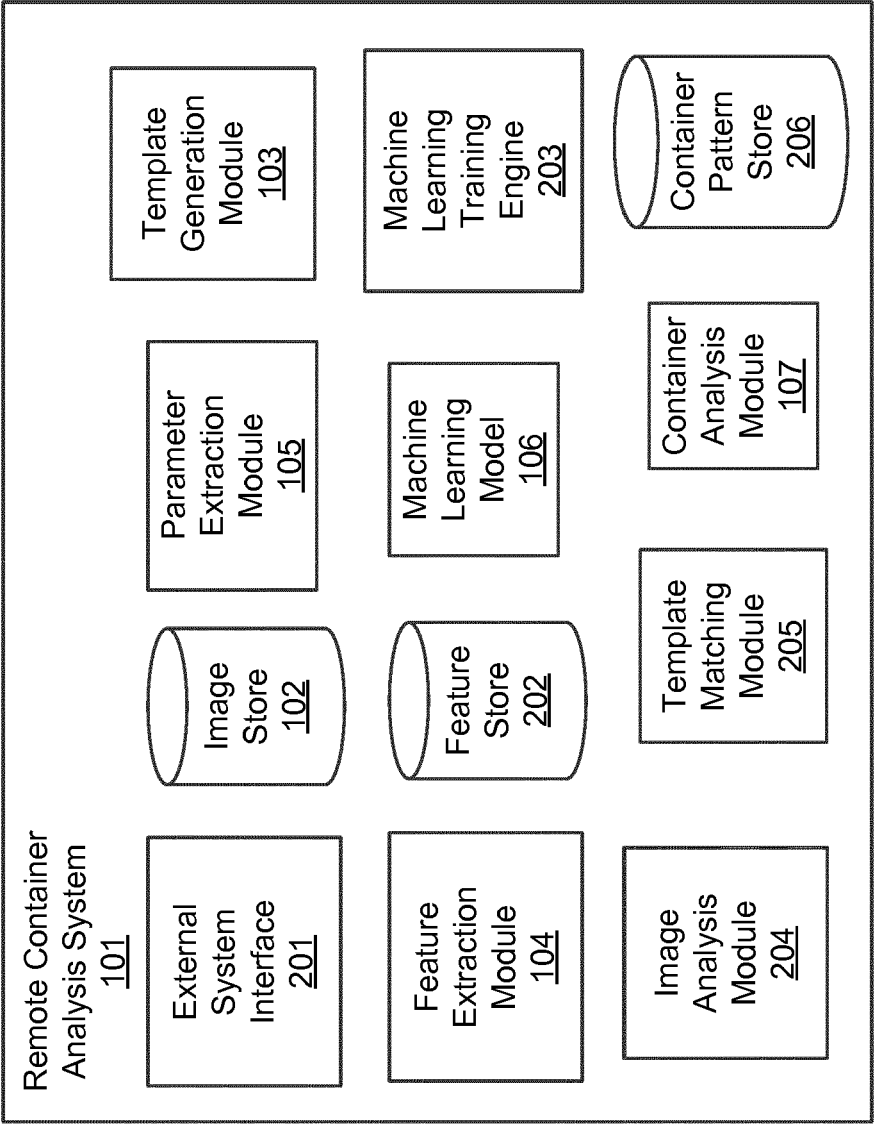 Remote Container
Analysis System
101
External
System
Interface
201
Image
Store
102
Parameter
Extraction
Module
105
Template
Generation
Module
103
Feature
Extraction
Module
104
Feature
Store
202
Machine
Learning
Model
106
Machine
Learning
Training
Engine
203
Image
Analysis
Module
204
Template
Matching
Module
205
Container
Analysis
Module
107
Container
Pattern
Store
206